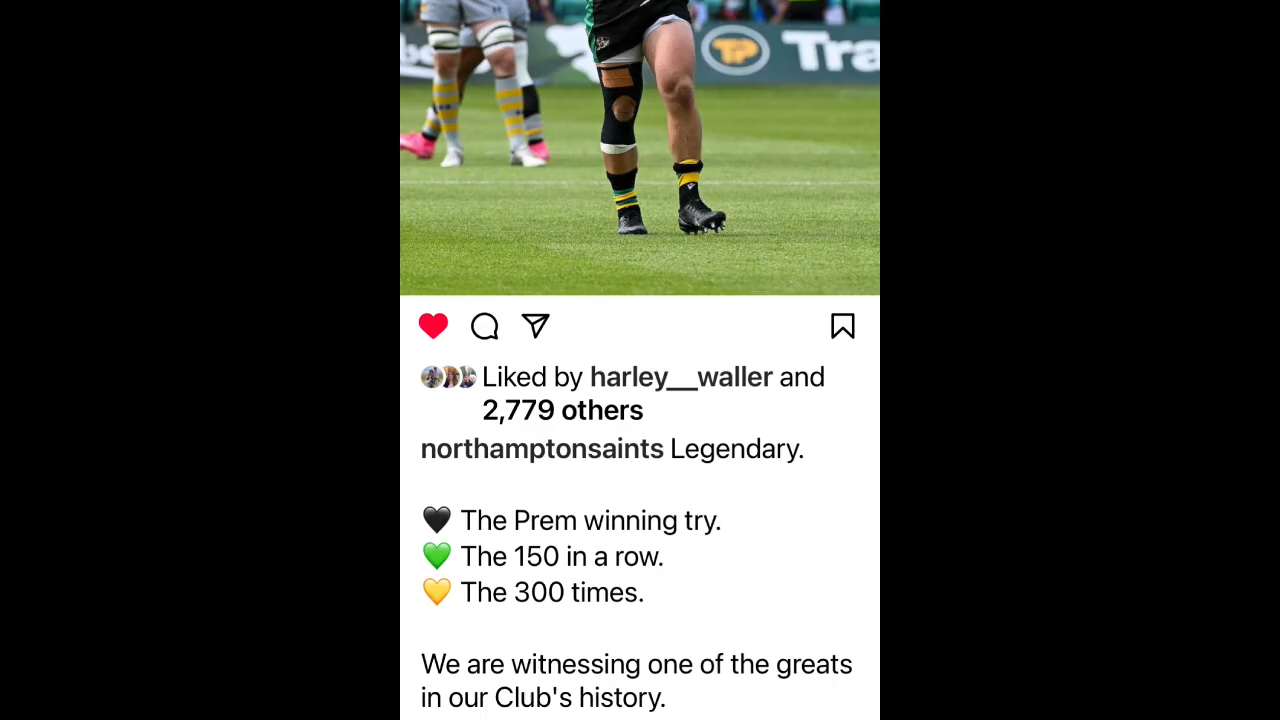 TP Tra
Liked by harley__waller and
2,779 others
northamptonsaints Legendary.
🖤 The Prem winning try.
💚 The 150 in a row.
💛 The 300 times.
We are witnessing one of the greats
in our Club's history.